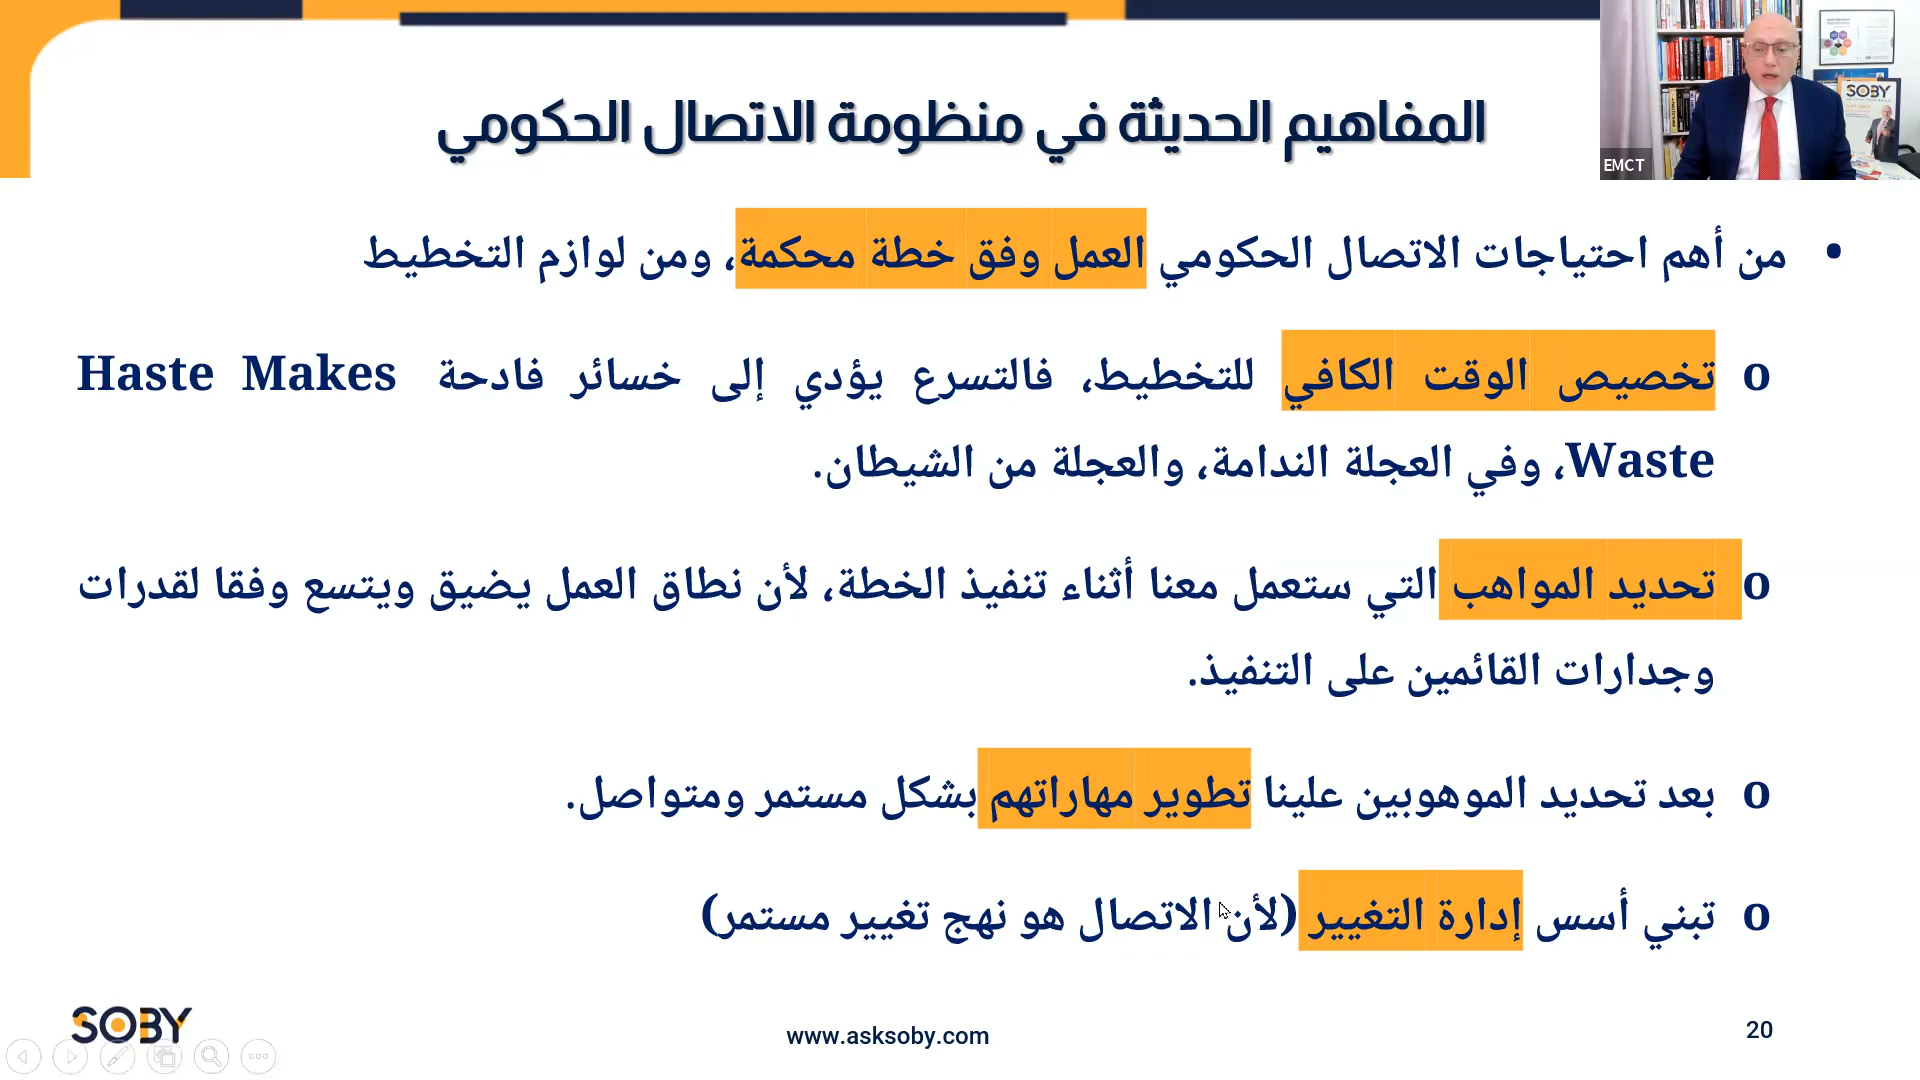 المفاهيم الحديثة في منظومة الاتصال الحكومي
SOBY
EMCT
• من أهم احتياجات الاتصال الحكومي العمل وفق خطة محكمة، ومن لوازم التخطيط
o تخصيص الوقت الكافي للتخطيط، فالتسرع يؤدي إلى خسائر فادحة Haste Makes
Waste، وفي العجلة الندامة، والعجلة من الشيطان.
o تحديد المواهب التي ستعمل معنا أثناء تنفيذ الخطة، لأن نطاق العمل يضيق ويتسع وفقا لقدرات
وجدارات القائمين على التنفيذ.
o بعد تحديد الموهوبين علينا تطوير مهاراتهم بشكل مستمر ومتواصل.
o تبني أسس إدارة التغيير (لأن الاتصال هو نهج تغيير مستمر)
SOBY
www.asksoby.com
20